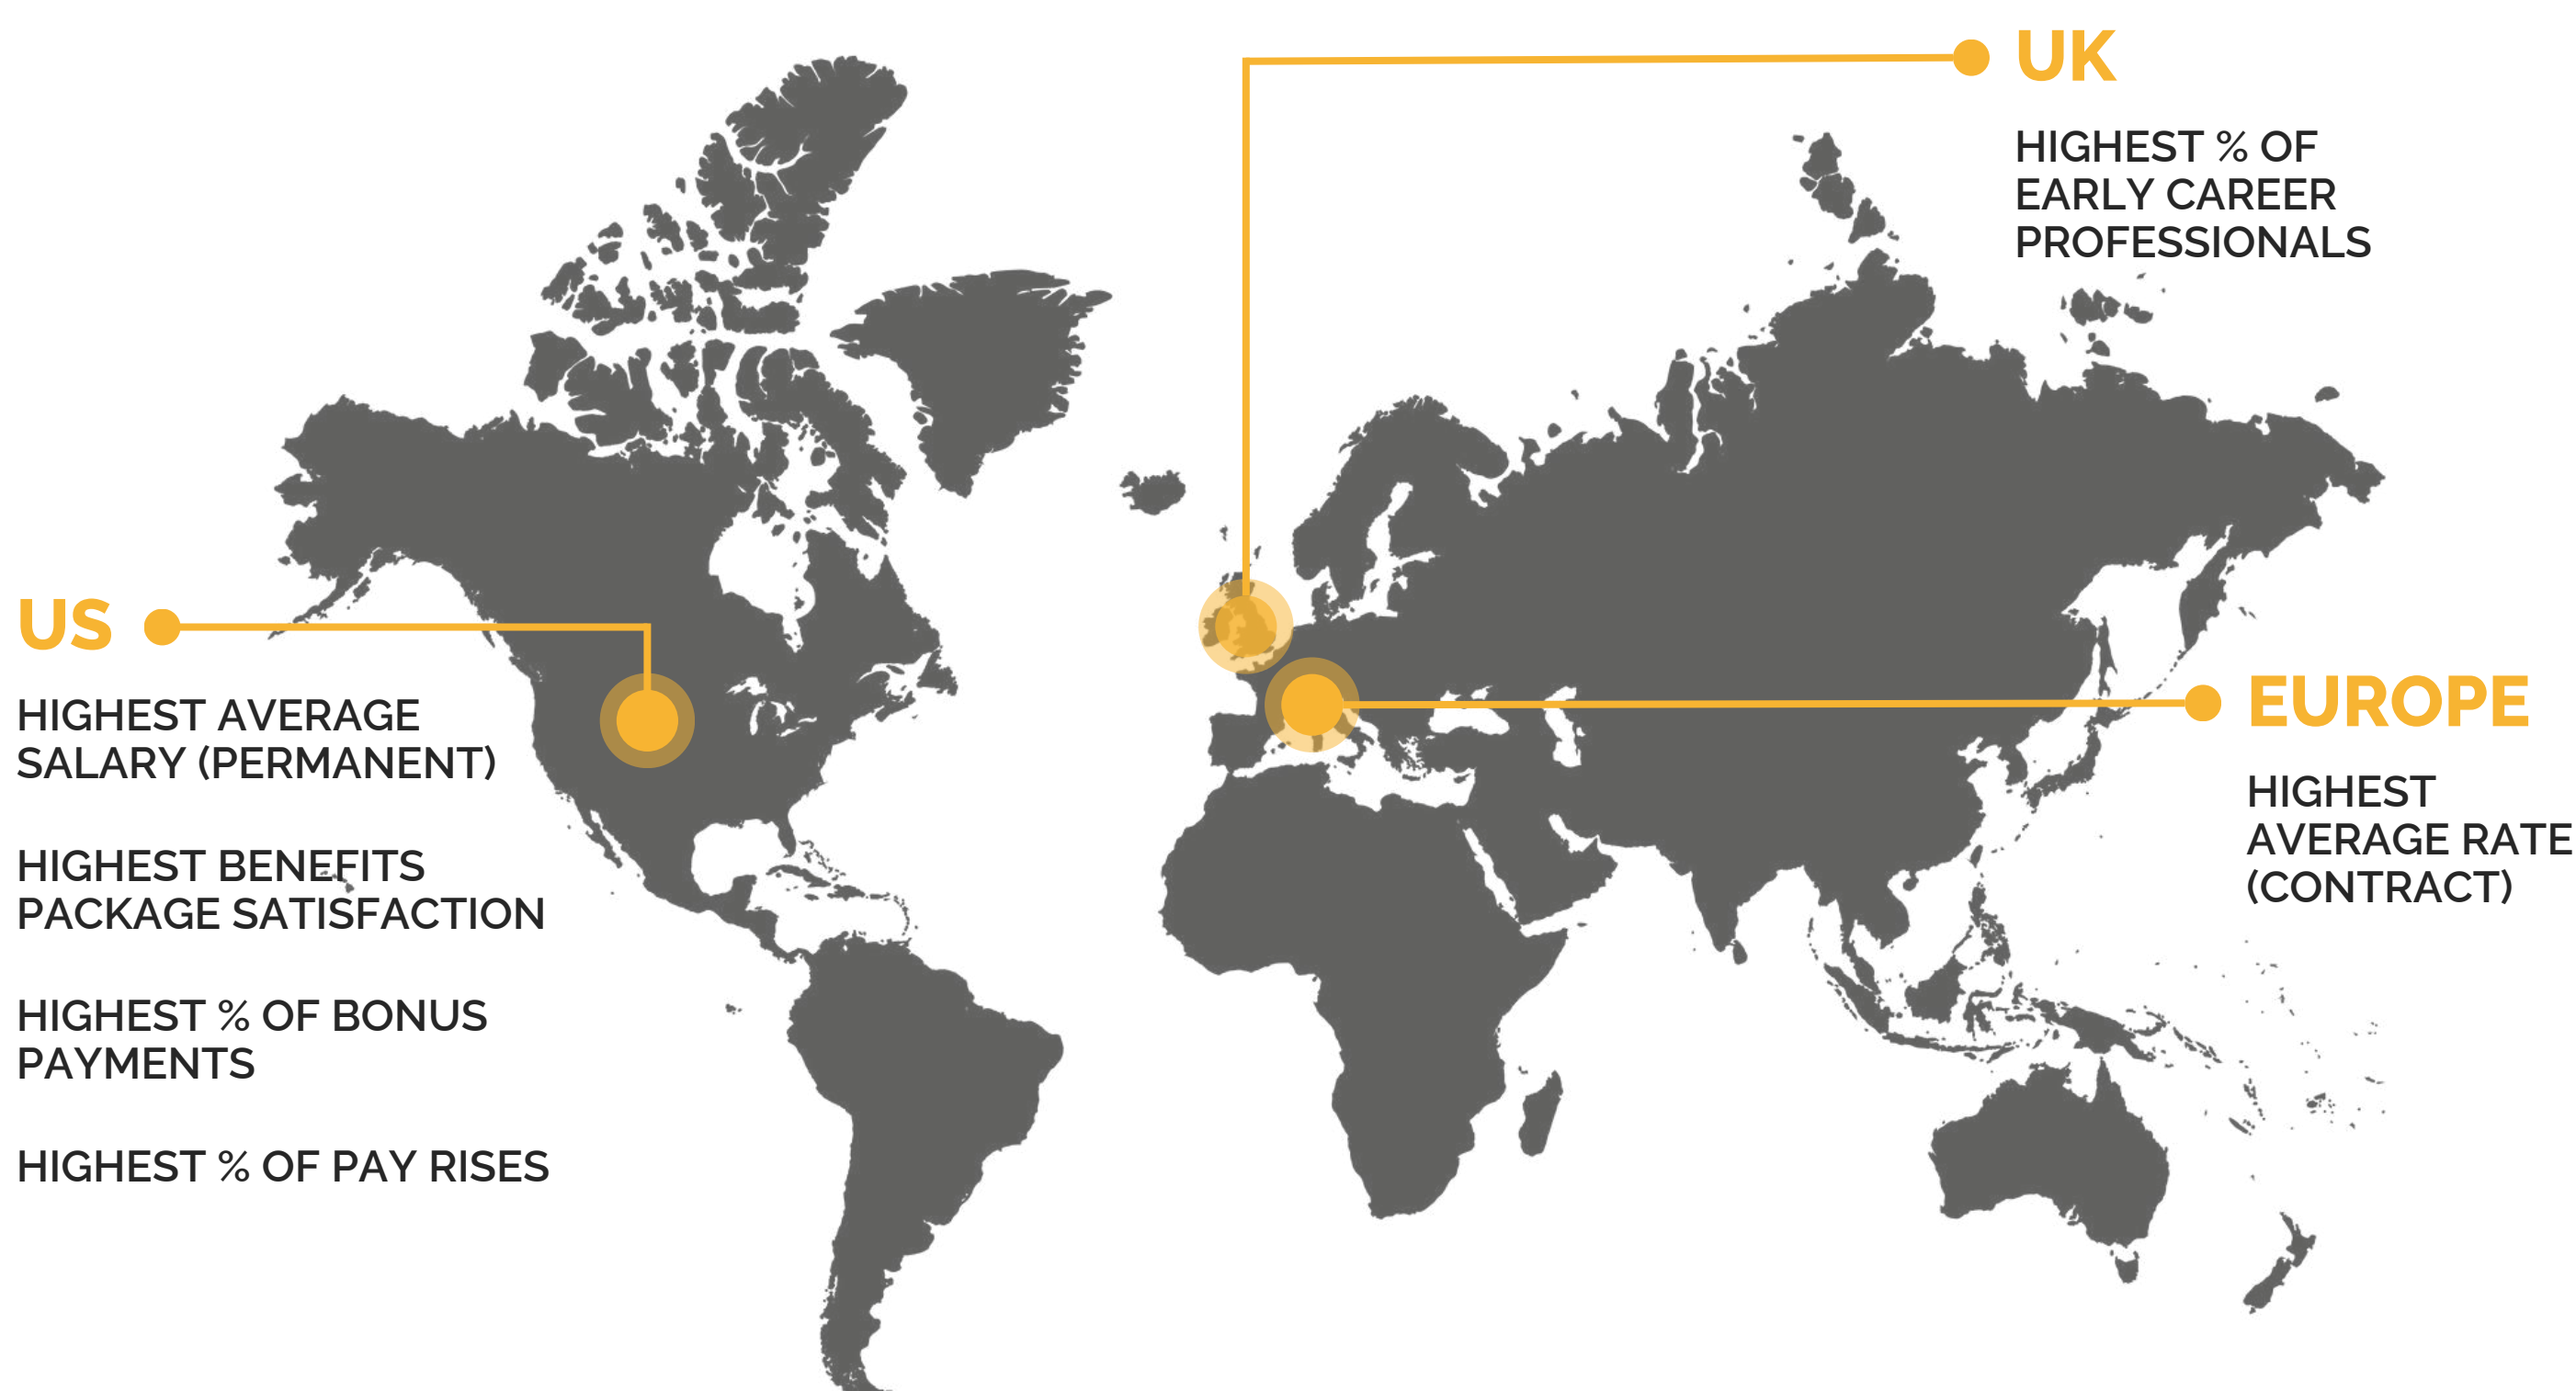 UK
HIGHEST % OF
EARLY CAREER
PROFESSIONALS
US
HIGHEST AVERAGE
SALARY (PERMANENT)
HIGHEST BENEFITS
PACKAGE SATISFACTION
HIGHEST % OF BONUS
PAYMENTS
HIGHEST % OF PAY RISES
EUROPE
HIGHEST
AVERAGE RATE
(CONTRACT)